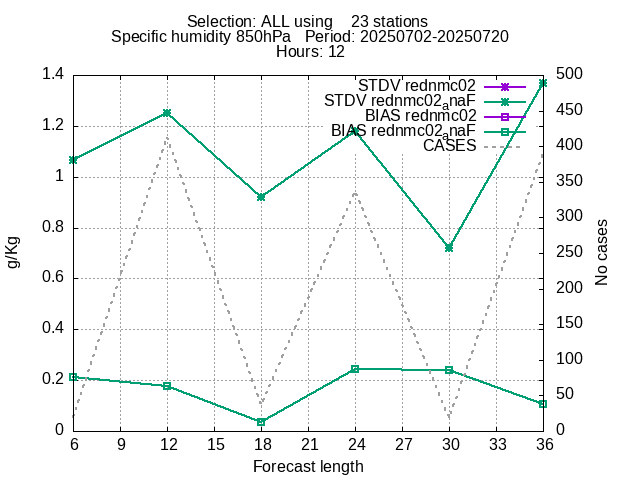 Selection: ALL using    23 stations
Specific humidity 850hPa   Period: 20250702-20250720
Hours: 12
STDV rednmc02
STDV rednmc02anaF
BIAS rednmc02
BIAS rednmc02anaF
CASES
1.4
1.2
1
0.8
0.6
0.4
0.2
0
g/Kg
500
450
400
350
300
250
200
150
100
50
0
No cases
6 9 12 15 18 21 24 27 30 33 36
Forecast length